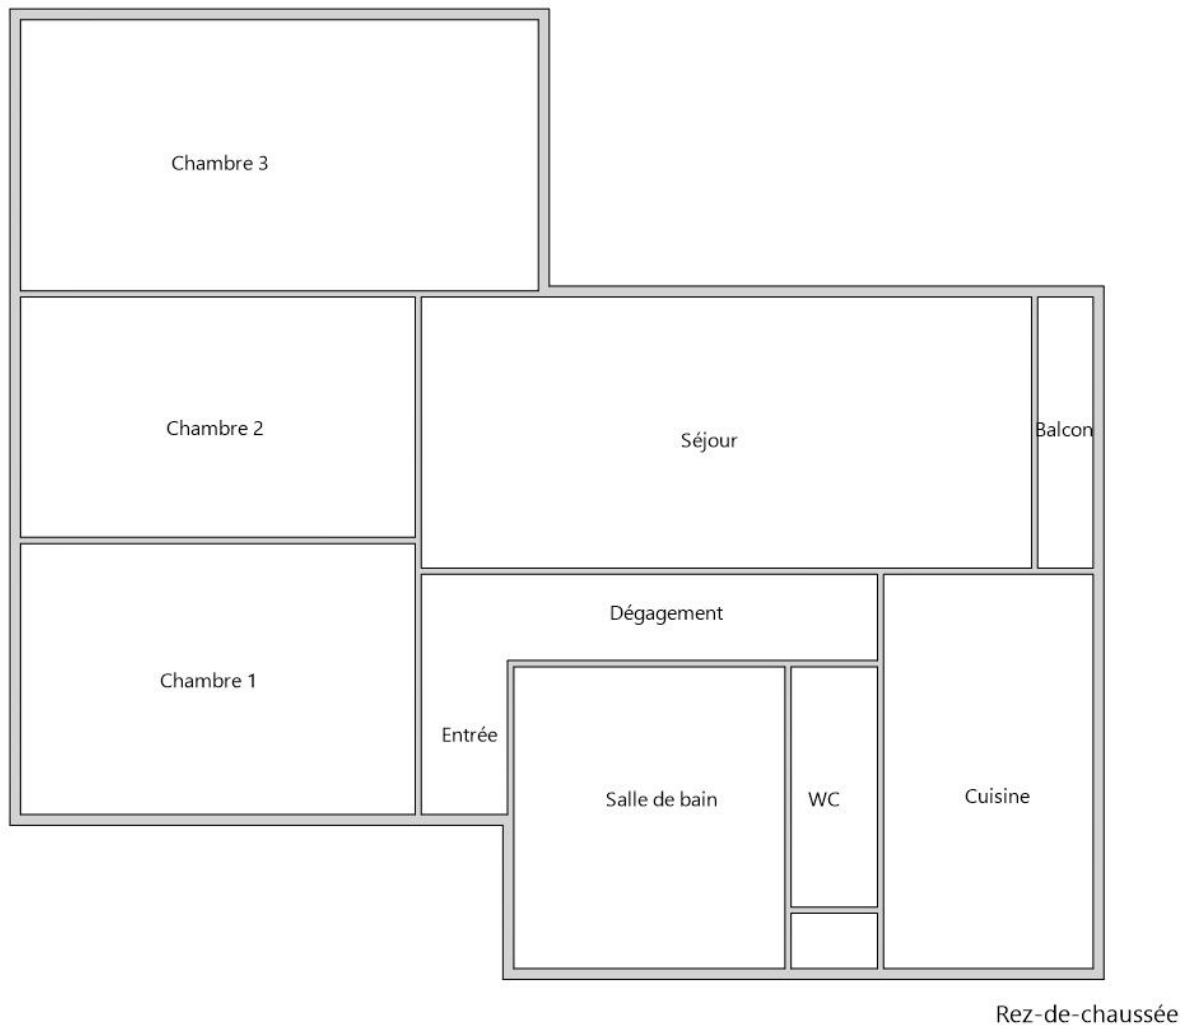 Chambre 3
Chambre 2
Séjour
Balcon
Dégagement
Chambre 1
Entrée
Salle de bain
WC
Cuisine
Rez-de-chaussée